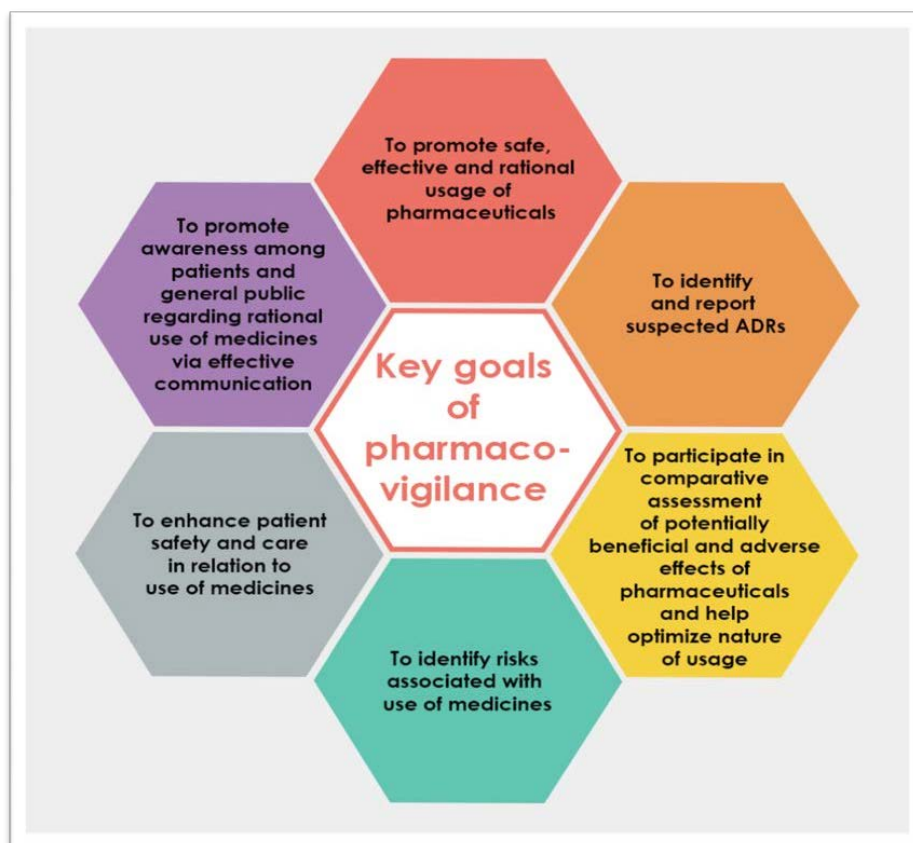 To promote safe,
effective and rational
usage of
pharmaceuticals
To promote
awareness among
patients and
general public
regarding rational
use of medicines
via effective
communication
To identify
and report
suspected ADRs
Key goals
of
pharmaco-
vigilance
To participate in
comparative
assessment
of potentially
beneficial and adverse
effects of
pharmaceuticals
and help
optimize nature
of usage
To enhance patient
safety and care
in relation to
use of medicines
To identify risks
associated with
use of medicines